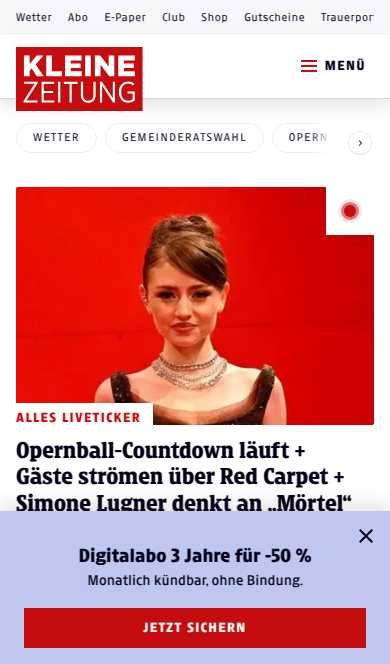 Wetter Abo E-Paper Club Shop Gutscheine Trauerpor
KLEINE
ZEITUNG
MENÜ
WETTER GEMEINDERATSWAHL OPERN
ALLES LIVETICKER
Opernball-Countdown läuft +
Gäste strömen über Red Carpet +
Simone Lugner denkt an „Mörtel“
Digitalabo 3 Jahre für -50 %
Monatlich kündbar, ohne Bindung.
JETZT SICHERN